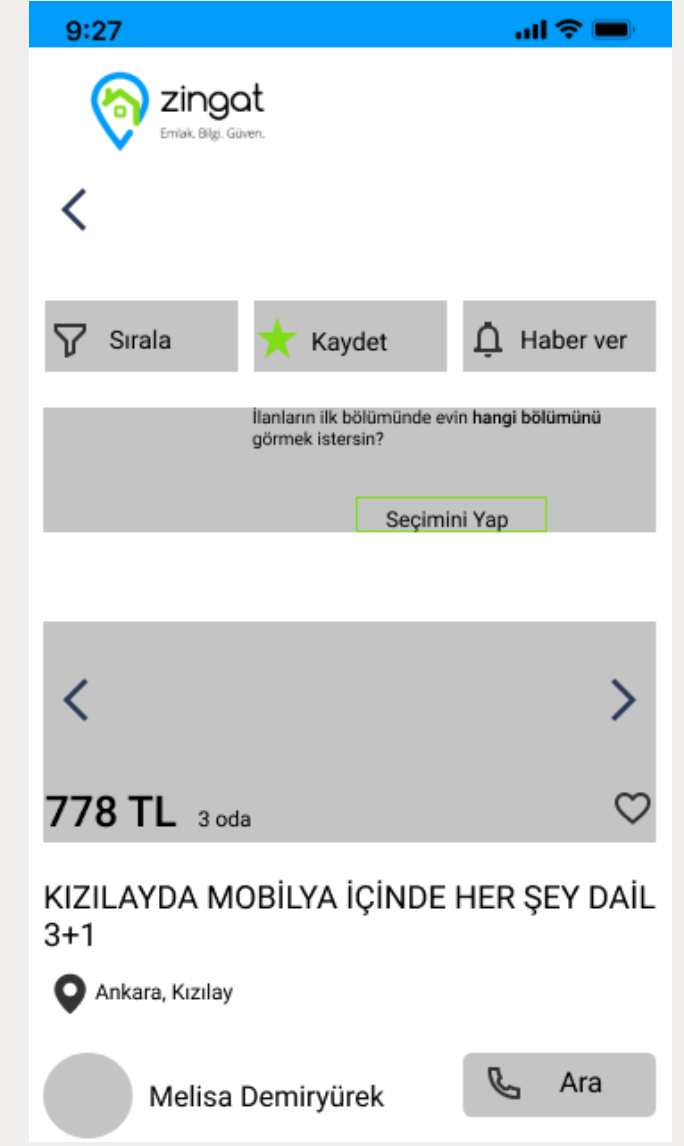 9:27
zingat
Emlak. Bilgi. Güven.
Sırala
Kaydet
Haber ver
İlanların ilk bölümünde evin hangi bölümünü
görmek istersin?
Seçimini Yap
778 TL 3 oda
KIZILAYDA MOBİLYA İÇİNDE HER ŞEY DAİL
3+1
Ankara, Kızılay
Melisa Demiryürek
Ara